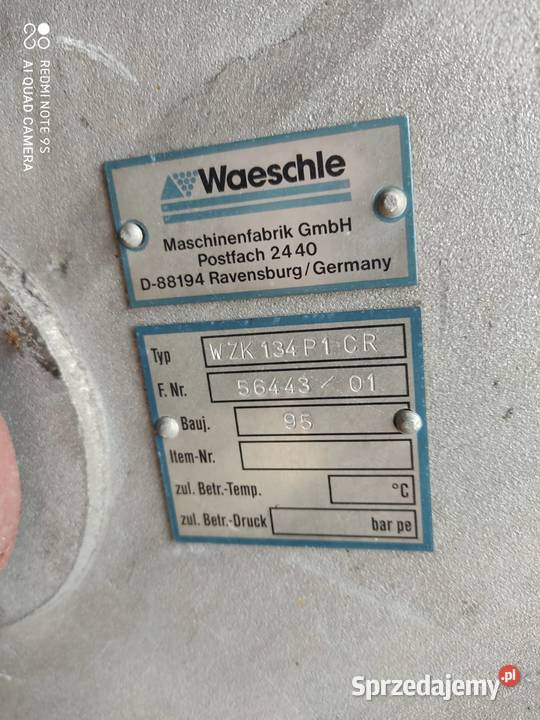 REDMI NOTE 9S
AI QUAD CAMERA
Waeschle
Maschinenfabrik GmbH
Postfach 24 40
D-88194 Ravensburg/Germany
Typ WZK 134 P1 CR
F. Nr. 56443 / 01
Bauj. 95
Item-Nr.
zul. Betr.-Temp. °C
zul. Betr.-Druck bar pe
Sprzedajemy.pl